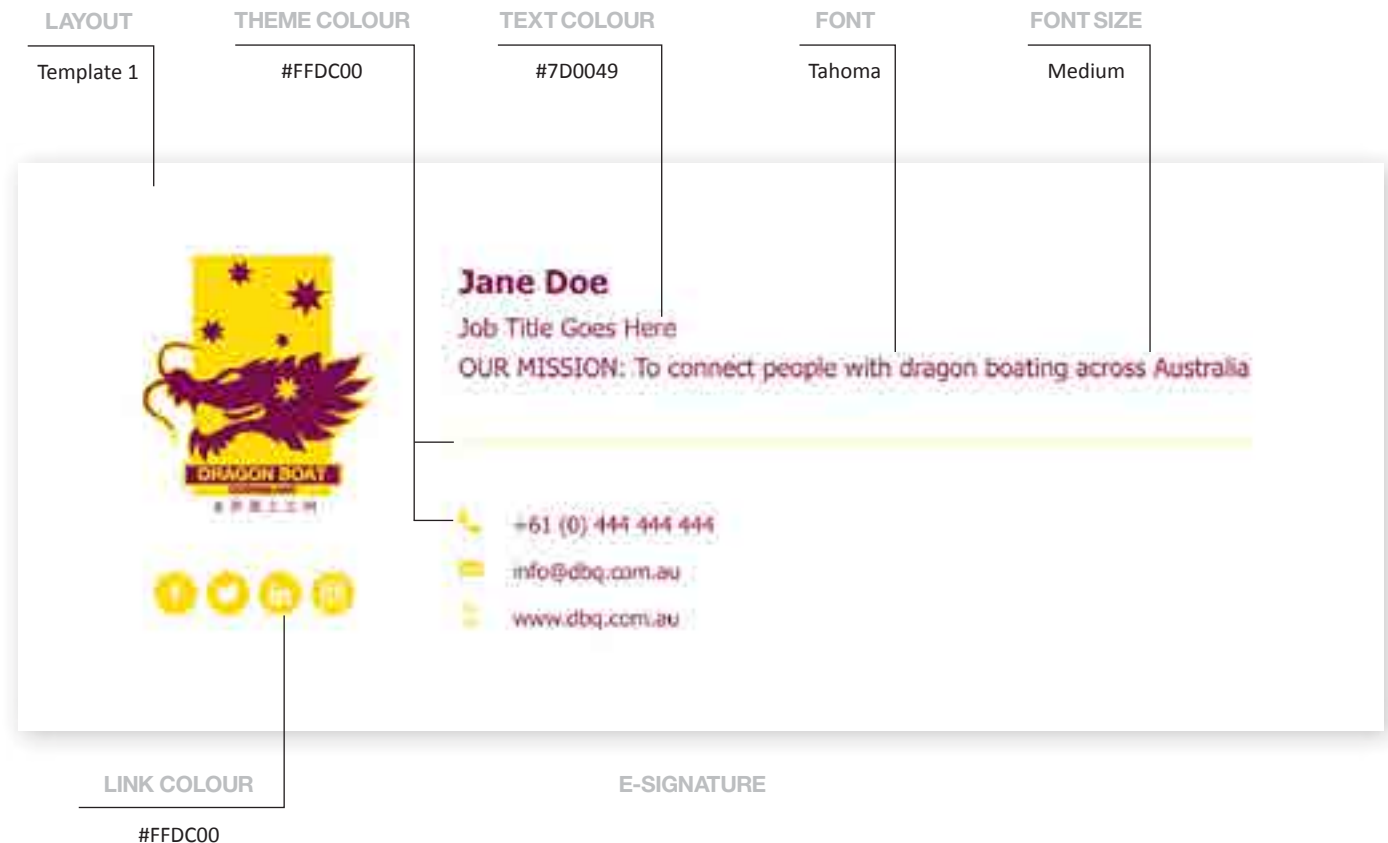 LAYOUT
THEME COLOUR
TEXT COLOUR
FONT
FONT SIZE
Template 1
#FFDC00
#7D0049
Tahoma
Medium
Jane Doe
Job Title Goes Here
OUR MISSION: To connect people with dragon boating across Australia
DRAGON BOAT
+61 (0) 444 444 444
info@dbq.com.au
www.dbq.com.au
LINK COLOUR
E-SIGNATURE
#FFDC00